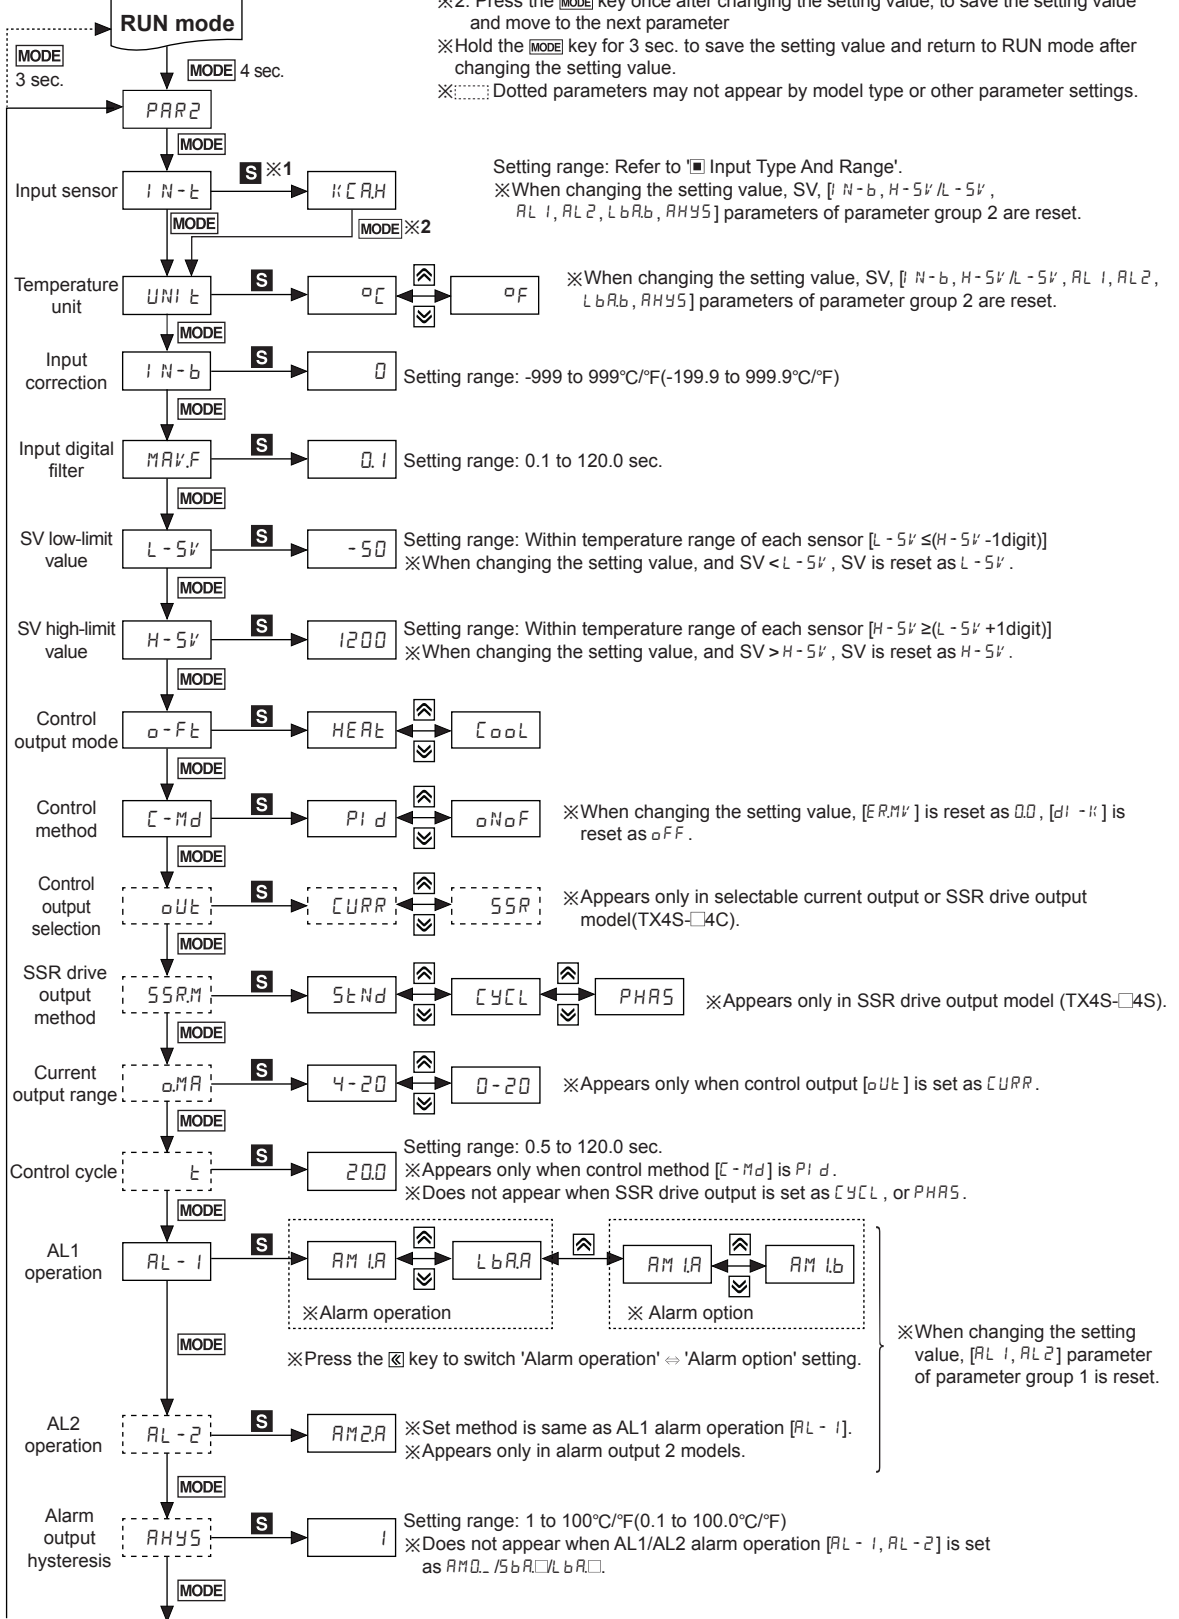 ※2: Press the MODE key once after changing the setting value, to save the setting value
and move to the next parameter
※Hold the MODE key for 3 sec. to save the setting value and return to RUN mode after
changing the setting value.
※ Dotted parameters may not appear by model type or other parameter settings.
RUN mode
MODE
3 sec.
MODE 4 sec.
PAR2
MODE
Input sensor
IN-t
S ※1
KCA.H
Setting range: Refer to '▣ Input Type And Range'.
※When changing the setting value, SV, [IN-b, H-SV/L-SV,
AL1, AL2, LbA.b, AHYS] parameters of parameter group 2 are reset.
MODE
MODE ※2
Temperature
unit
UNIt
S
°C
°F
※When changing the setting value, SV, [IN-b, H-SV/L-SV, AL1, AL2,
LbA.b, AHYS] parameters of parameter group 2 are reset.
MODE
Input
correction
IN-b
S
0
Setting range: -999 to 999°C/°F(-199.9 to 999.9°C/°F)
MODE
Input digital
filter
MAV.F
S
0.1
Setting range: 0.1 to 120.0 sec.
MODE
SV low-limit
value
L-SV
S
-50
Setting range: Within temperature range of each sensor [L-SV ≤(H-SV -1digit)]
※When changing the setting value, and SV < L-SV, SV is reset as L-SV.
MODE
SV high-limit
value
H-SV
S
1200
Setting range: Within temperature range of each sensor [H-SV ≥(L-SV +1digit)]
※When changing the setting value, and SV > H-SV, SV is reset as H-SV.
MODE
Control
output mode
o-Ft
S
HEAt
CooL
MODE
Control
method
C-Md
S
PId
oNoF
※When changing the setting value, [ER.MV] is reset as 0.0, [dI-K] is
reset as oFF.
MODE
Control
output
selection
oUt
S
CURR
SSR
※Appears only in selectable current output or SSR drive output
model(TX4S-□4C).
MODE
SSR drive
output
method
SSR.M
S
StNd
CYCL
PHAS
※Appears only in SSR drive output model (TX4S-□4S).
MODE
Current
output range
o.MA
S
4-20
0-20
※Appears only when control output [oUt] is set as CURR.
MODE
Control cycle
t
S
20.0
Setting range: 0.5 to 120.0 sec.
※Appears only when control method [C-Md] is PId.
※Does not appear when SSR drive output is set as CYCL, or PHAS.
MODE
AL1
operation
AL-1
S
AM1.A
LbA.A
AM1.A
AM1.b
※Alarm operation
※ Alarm option
MODE
※Press the « key to switch 'Alarm operation' ⇔ 'Alarm option' setting.
※When changing the setting
value, [AL1, AL2] parameter
of parameter group 1 is reset.
AL2
operation
AL-2
S
AM2.A
※Set method is same as AL1 alarm operation [AL-1].
※Appears only in alarm output 2 models.
MODE
Alarm
output
hysteresis
AHYS
S
1
Setting range: 1 to 100°C/°F(0.1 to 100.0°C/°F)
※Does not appear when AL1/AL2 alarm operation [AL-1, AL-2] is set
as AM0._ /SbA.□/LbA.□.
MODE